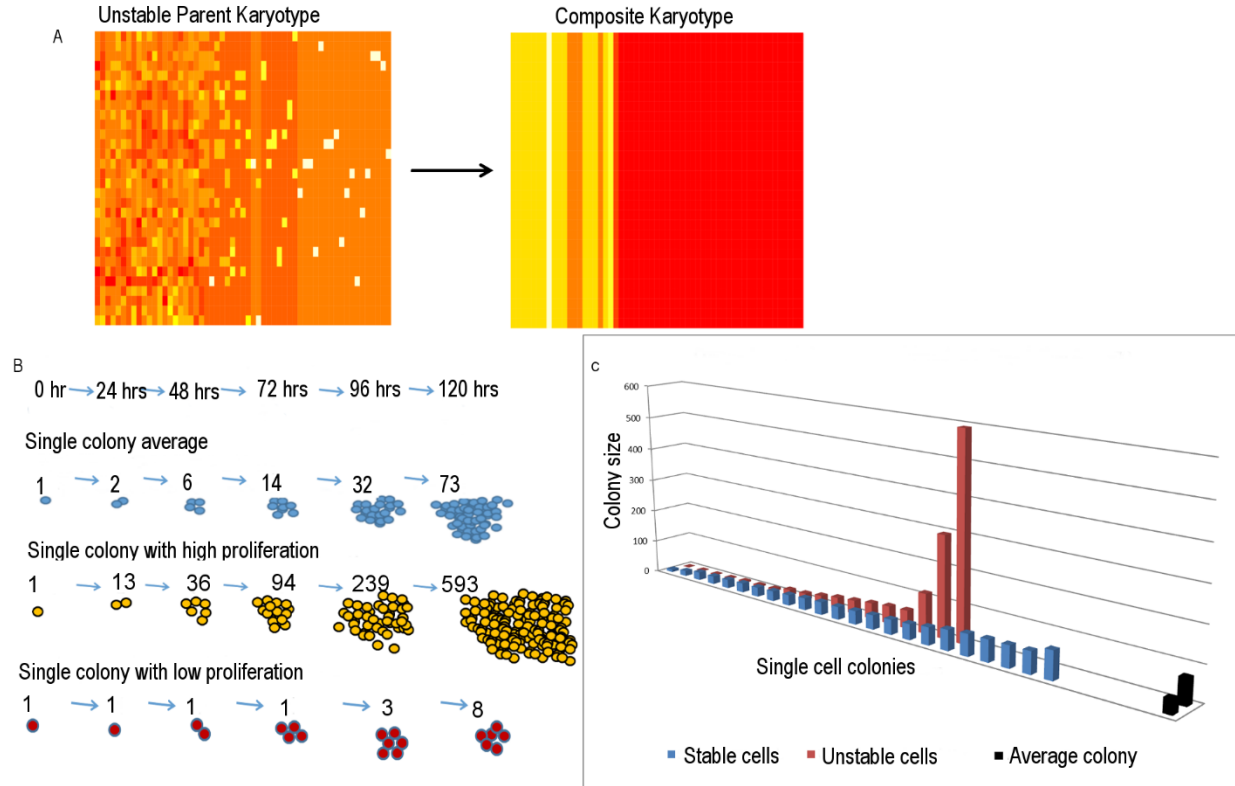 Unstable Parent Karyotype
Composite Karyotype
A
B
0 hr 24 hrs 48 hrs 72 hrs 96 hrs 120 hrs
Single colony average
1 2 6 14 32 73
Single colony with high proliferation
1 13 36 94 239 593
Single colony with low proliferation
1 1 1 1 3 8
c
600
500
400
300
200
100
0
Colony size
Single cell colonies
Stable cells Unstable cells Average colony